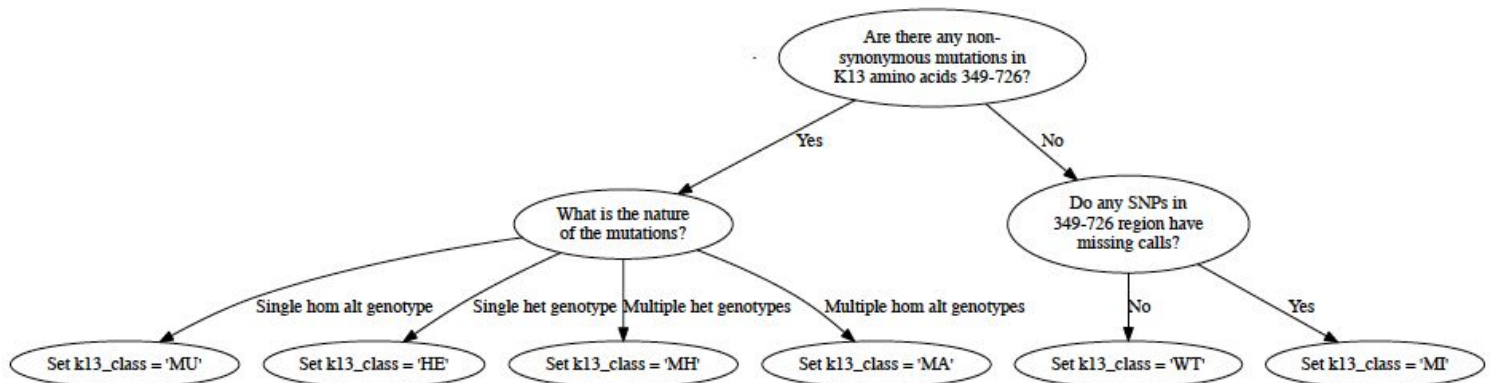 Are there any non-
synonymous mutations in
K13 amino acids 349-726?
Yes
No
What is the nature
of the mutations?
Do any SNPs in
349-726 region have
missing calls?
Single hom alt genotype
Single het genotype
Multiple het genotypes
Multiple hom alt genotypes
No
Yes
Set k13_class = 'MU'
Set k13_class = 'HE'
Set k13_class = 'MH'
Set k13_class = 'MA'
Set k13_class = 'WT'
Set k13_class = 'MI'